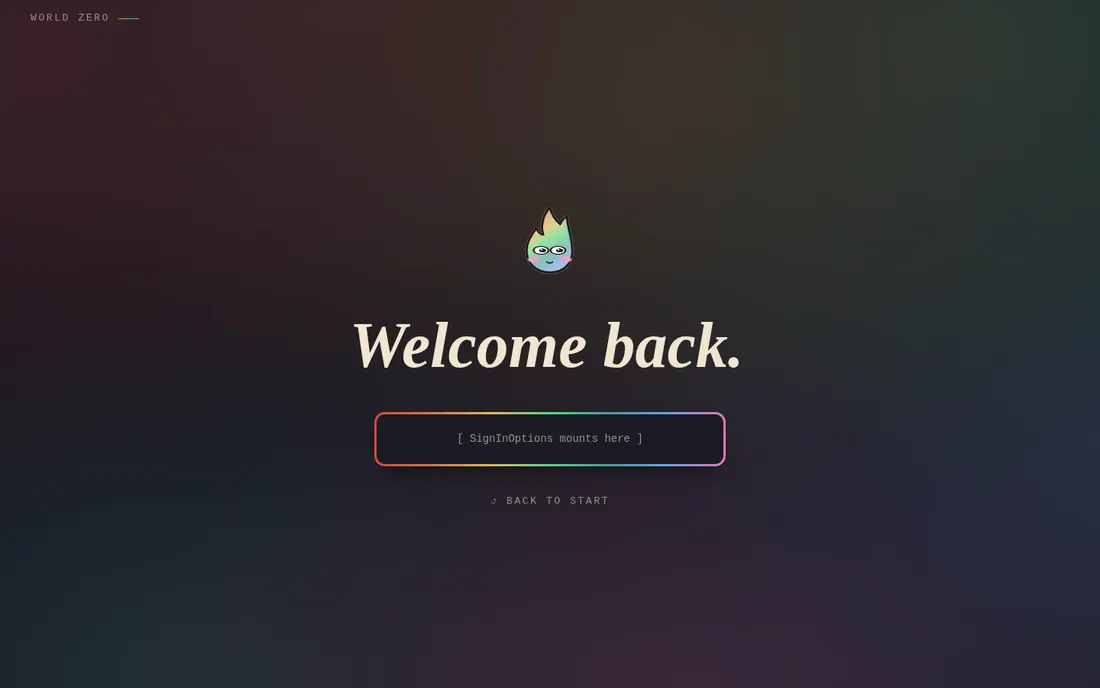 WORLD ZERO
Welcome back.
[ SignInOptions mounts here ]
↺ BACK TO START